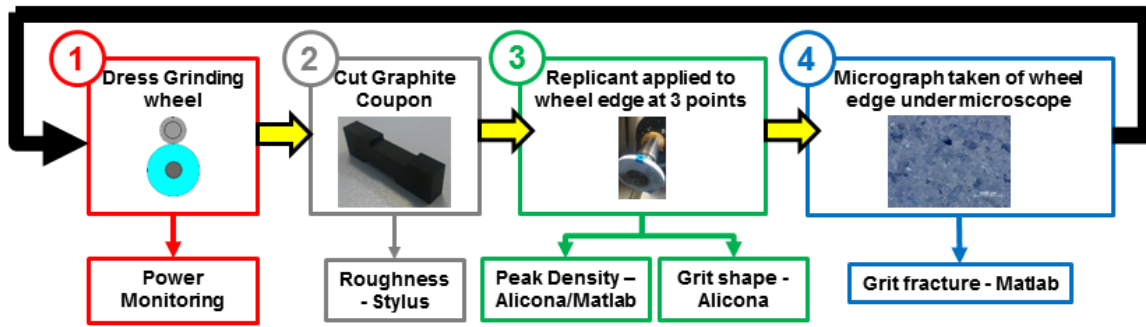 1
Dress Grinding
wheel
2
Cut Graphite
Coupon
3
Replicant applied to
wheel edge at 3 points
4
Micrograph taken of wheel
edge under microscope
Power
Monitoring
Roughness
- Stylus
Peak Density –
Alicona/Matlab
Grit shape -
Alicona
Grit fracture - Matlab